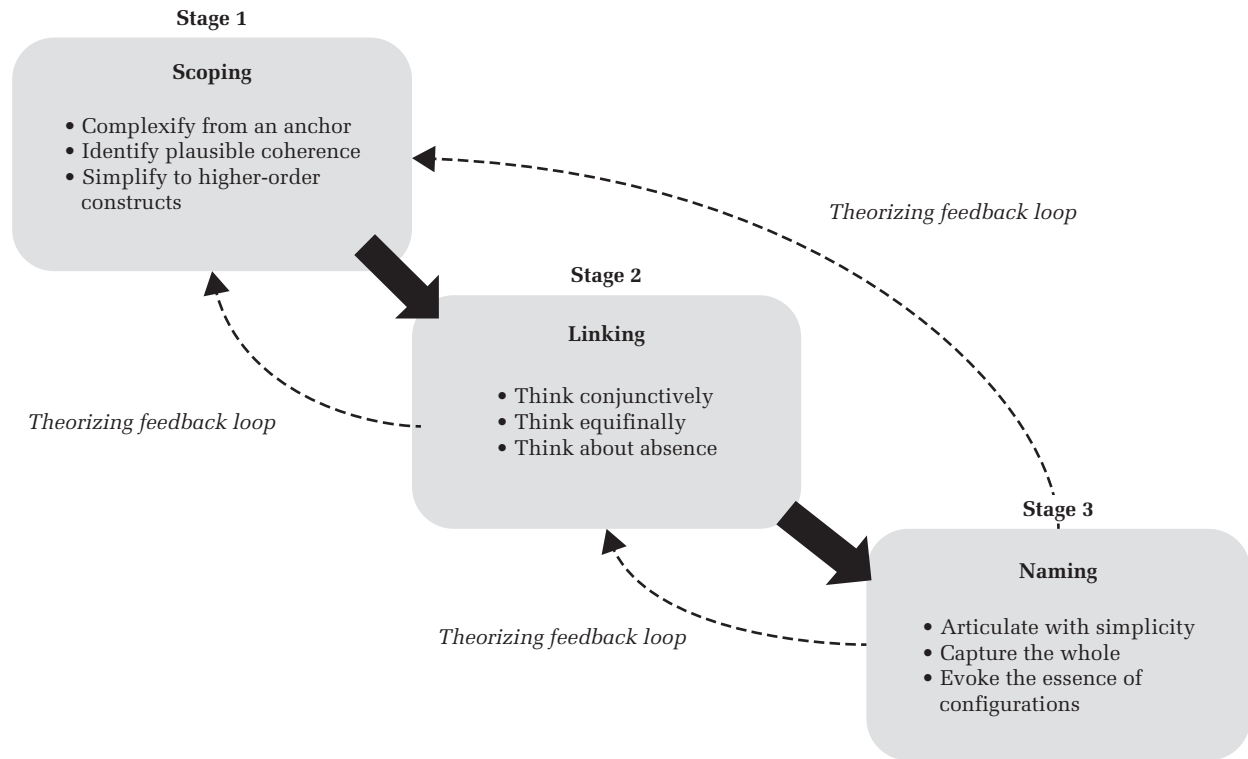 Stage 1
Scoping
• Complexify from an anchor
• Identify plausible coherence
• Simplify to higher-order
constructs
Theorizing feedback loop
Stage 2
Linking
• Think conjunctively
• Think equifinally
• Think about absence
Theorizing feedback loop
Stage 3
Naming
• Articulate with simplicity
• Capture the whole
• Evoke the essence of
configurations
Theorizing feedback loop